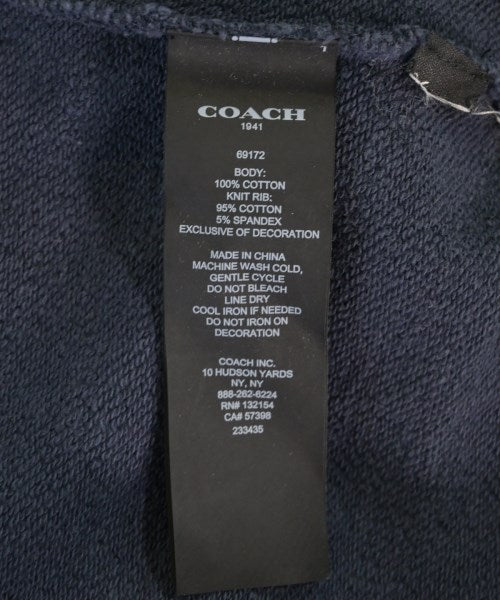 COACH
1941
69172
BODY:
100% COTTON
KNIT RIB:
95% COTTON
5% SPANDEX
EXCLUSIVE OF DECORATION
MADE IN CHINA
MACHINE WASH COLD,
GENTLE CYCLE
DO NOT BLEACH
LINE DRY
COOL IRON IF NEEDED
DO NOT IRON ON
DECORATION
COACH INC.
10 HUDSON YARDS
NY, NY
888-262-6224
RN# 132154
CA# 57398
233435